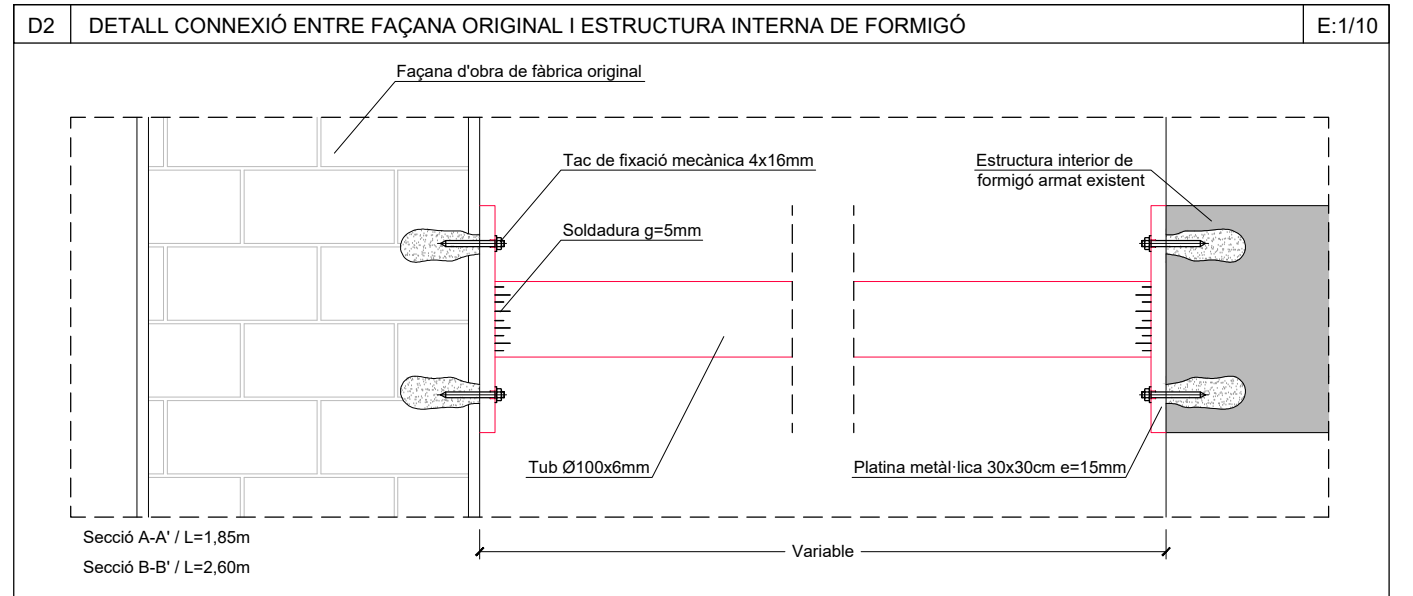 D2 DETALL CONNEXIÓ ENTRE FAÇANA ORIGINAL I ESTRUCTURA INTERNA DE FORMIGÓ E:1/10
Façana d'obra de fàbrica original
Tac de fixació mecànica 4x16mm
Estructura interior de
formigó armat existent
Soldadura g=5mm
Tub Ø100x6mm
Platina metàl·lica 30x30cm e=15mm
Secció A-A' / L=1,85m
Variable
Secció B-B' / L=2,60m